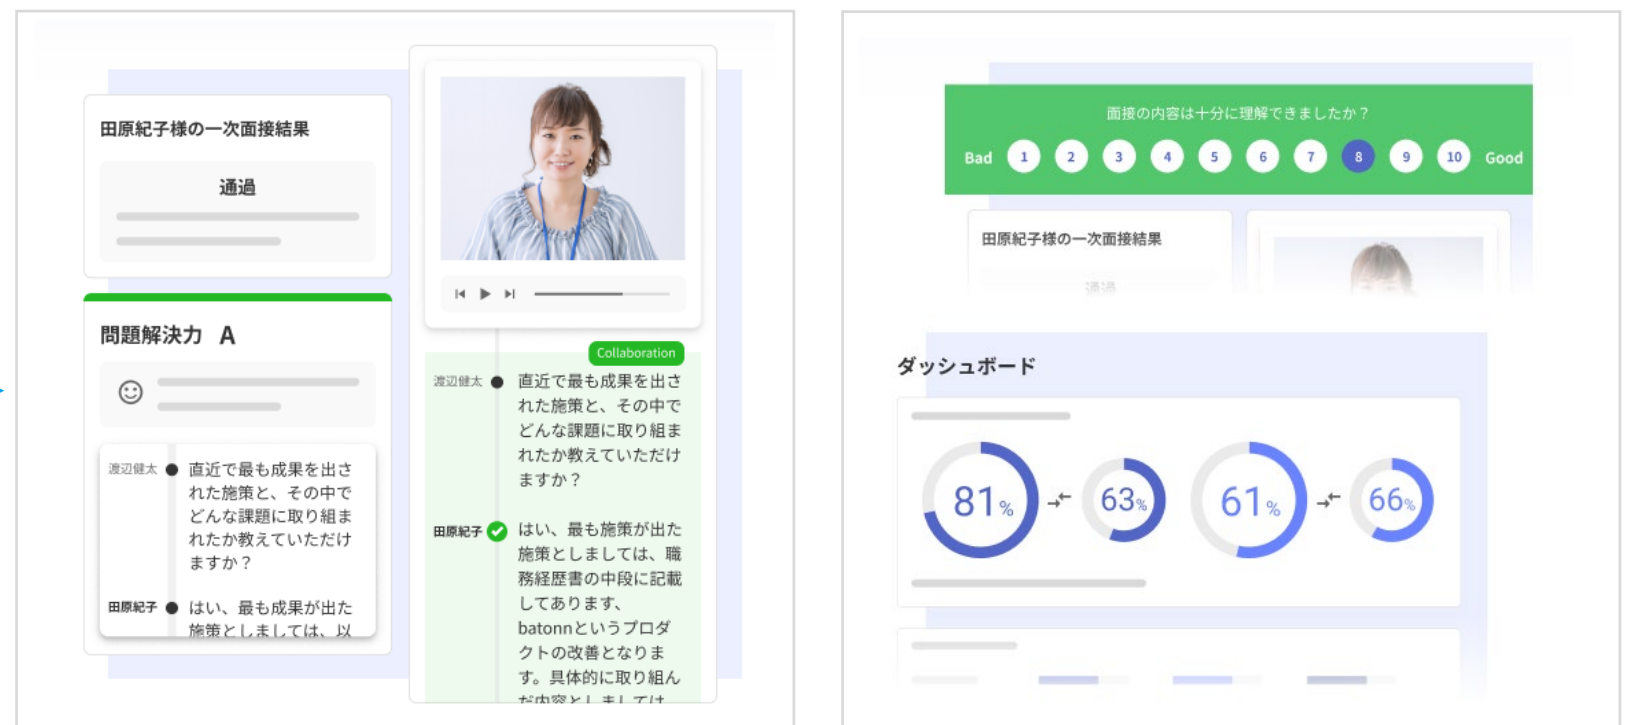 田原紀子様の一次面接結果
通過
問題解決力 A
渡辺健太
直近で最も成果を出さ
れた施策と、その中で
どんな課題に取り組ま
れたか教えていただけ
ますか？
田原紀子
はい、最も成果が出た
施策としましては、以
Collaboration
渡辺健太
直近で最も成果を出さ
れた施策と、その中で
どんな課題に取り組ま
れたか教えていただけ
ますか？
田原紀子
はい、最も施策が出た
施策としましては、職
務経歴書の中段に記載
してあります、
batonnというプロダ
クトの改善となりま
す。具体的に取り組ん
だ内容としましては
面接の内容は十分に理解できましたか？
Bad 1 2 3 4 5 6 7 8 9 10 Good
田原紀子様の一次面接結果
通過
ダッシュボード
81% 63% 61% 66%